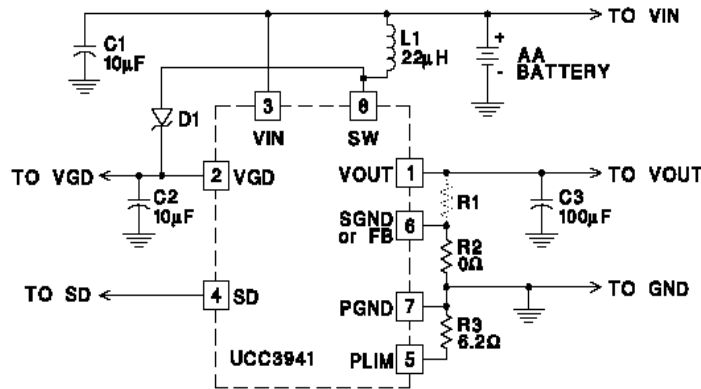 TO VIN
C1
10µF
L1
22µH
+
-
AA
BATTERY
D1
3
8
VIN
SW
TO VGD
2
VGD
VOUT
1
TO VOUT
C2
10µF
R1
C3
100µF
SGND
or FB
6
R2
0Ω
TO SD
4
SD
PGND
7
TO GND
R3
6.2Ω
UCC3941
PLIM
5